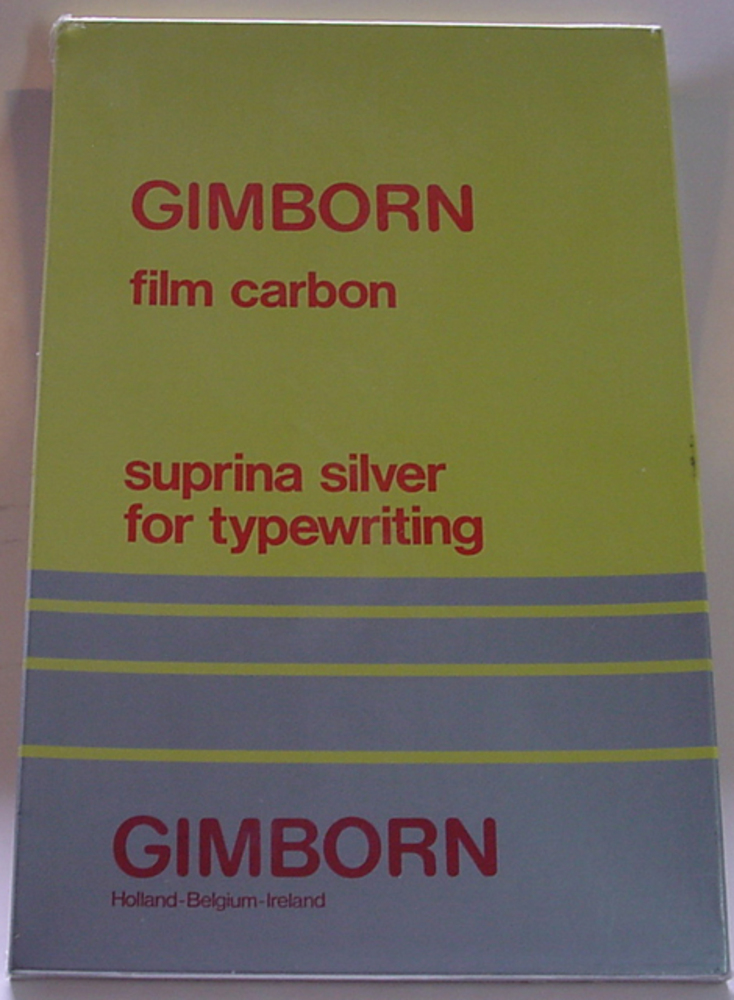 GIMBORN
film carbon
suprina silver
for typewriting
GIMBORN
Holland-Belgium-Ireland